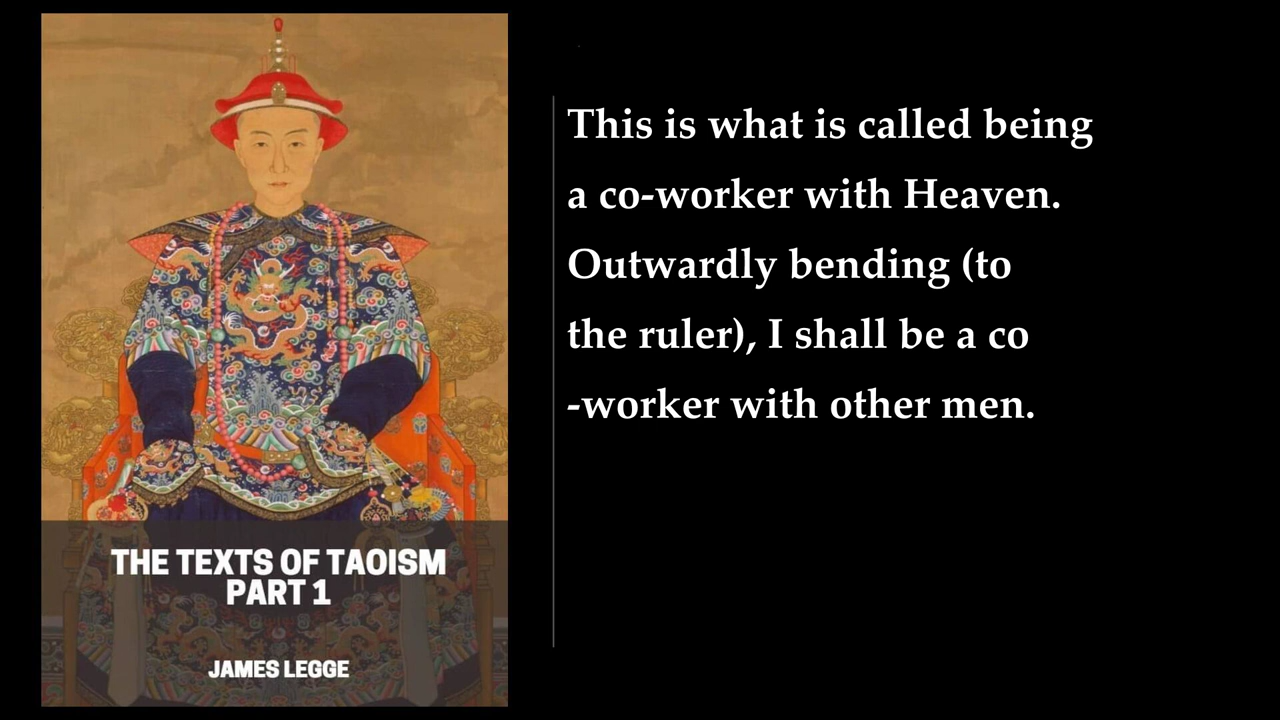 THE TEXTS OF TAOISM
PART 1
JAMES LEGGE
This is what is called being
a co-worker with Heaven.
Outwardly bending (to
the ruler), I shall be a co
-worker with other men.